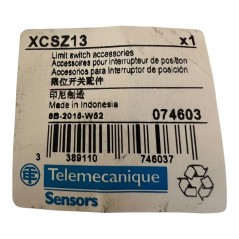 XCSZ13 x1
Limit switch accessories
Accessoires pour interrupteur de position
Accesorios para interruptor de posición
限位开关配件
印尼制造
Made in Indonesia
8B-2015-W52 074603
3 389110 746037
Telemecanique
Sensors